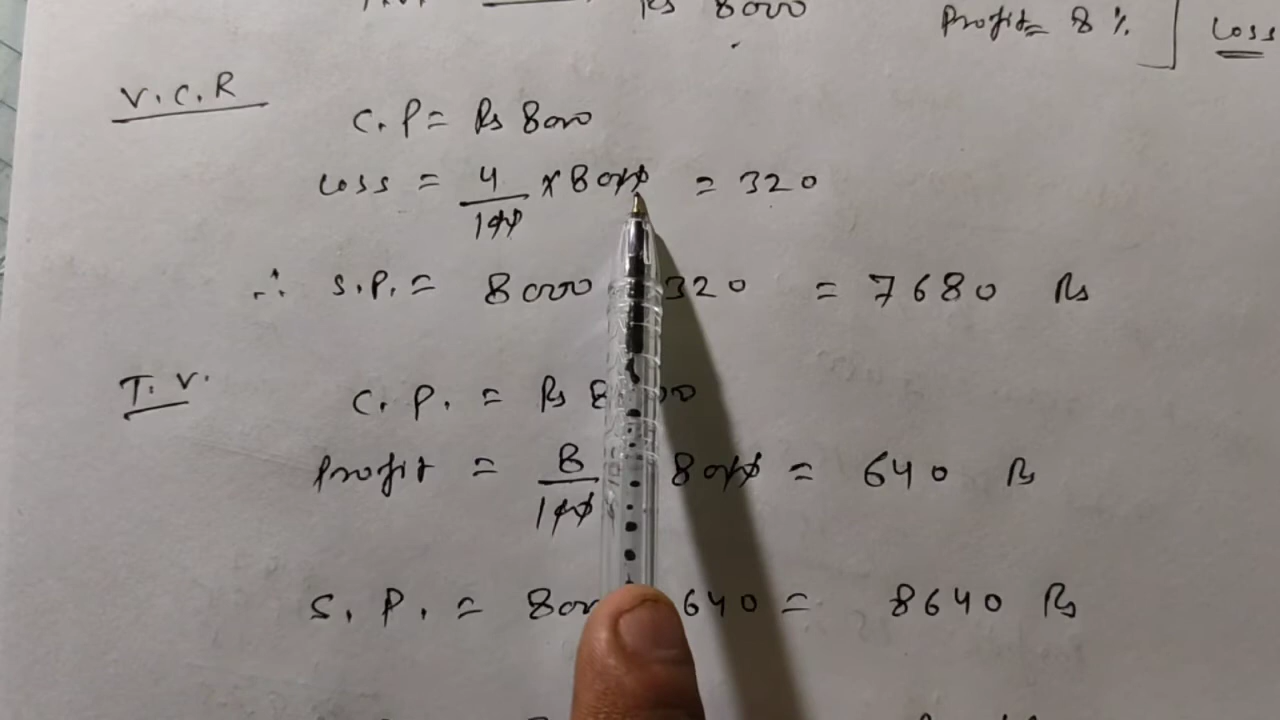 Rs 8000 Profit= 8 % ] Loss
V.C.R
C.P = Rs 8000
Loss = 4/100 x 8000 = 320
∴ S.P. = 8000 320 = 7680 Rs
T.V.
C.P. = Rs
Profit = 8/100 8000 = 640 Rs
S.P. = 640 = 8640 Rs